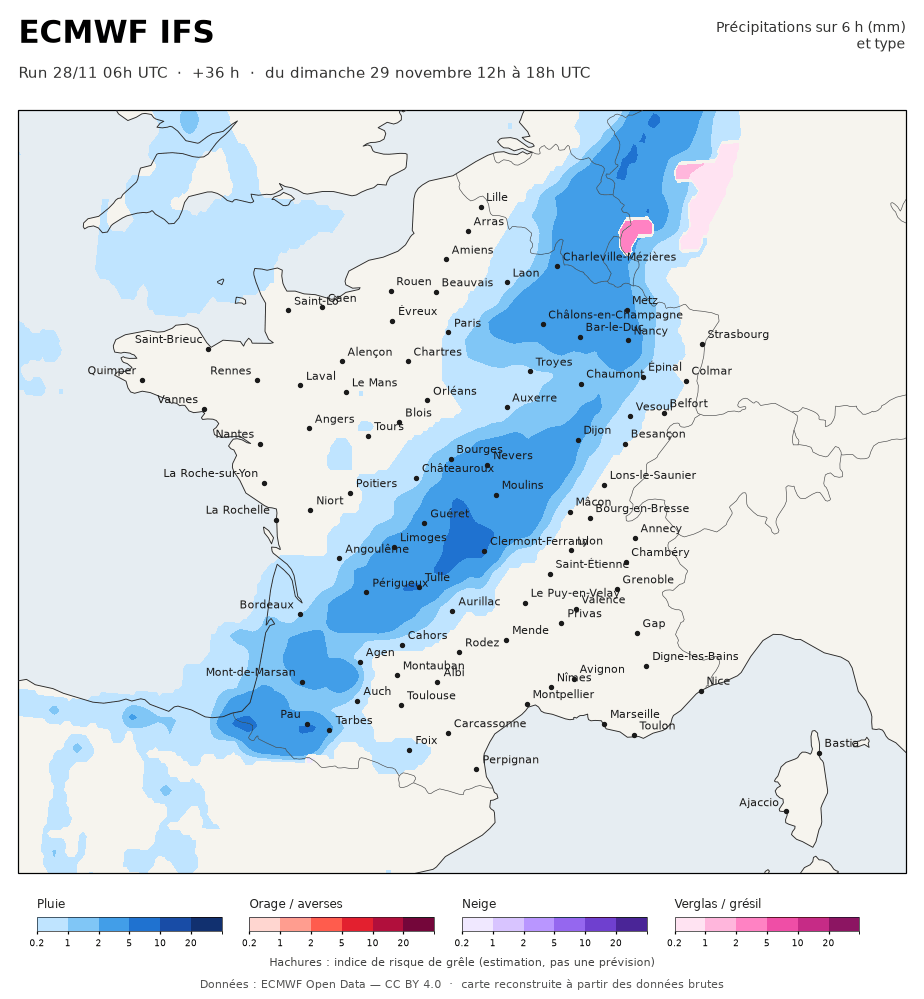 ECMWF IFS
Précipitations sur 6 h (mm)
et type
Run 28/11 06h UTC · +36 h · du dimanche 29 novembre 12h à 18h UTC
Lille
Arras
Amiens
Charleville-Mézières
Laon
Rouen
Beauvais
Saint-Lô
Caen
Metz
Évreux
Châlons-en-Champagne
Paris
Bar-le-Duc
Nancy
Saint-Brieuc
Strasbourg
Alençon
Chartres
Quimper
Rennes
Laval
Troyes
Épinal
Chaumont
Colmar
Le Mans
Orléans
Vannes
Auxerre
Vesoul
Belfort
Blois
Angers
Tours
Nantes
Dijon
Besançon
Bourges
Nevers
La Roche-sur-Yon
Châteauroux
Lons-le-Saunier
Poitiers
Moulins
Niort
La Rochelle
Guéret
Mâcon
Bourg-en-Bresse
Annecy
Limoges
Angoulême
Clermont-Ferrand
Lyon
Chambéry
Saint-Étienne
Périgueux
Tulle
Grenoble
Bordeaux
Aurillac
Le Puy-en-Velay
Valence
Privas
Cahors
Rodez
Mende
Gap
Agen
Mont-de-Marsan
Montauban
Albi
Digne-les-Bains
Avignon
Nîmes
Nice
Auch
Toulouse
Montpellier
Pau
Tarbes
Carcassonne
Marseille
Toulon
Foix
Bastia
Perpignan
Ajaccio
Pluie
0.2 1 2 5 10 20
Orage / averses
0.2 1 2 5 10 20
Neige
0.2 1 2 5 10 20
Verglas / grésil
0.2 1 2 5 10 20
Hachures : indice de risque de grêle (estimation, pas une prévision)
Données : ECMWF Open Data — CC BY 4.0 · carte reconstruite à partir des données brutes